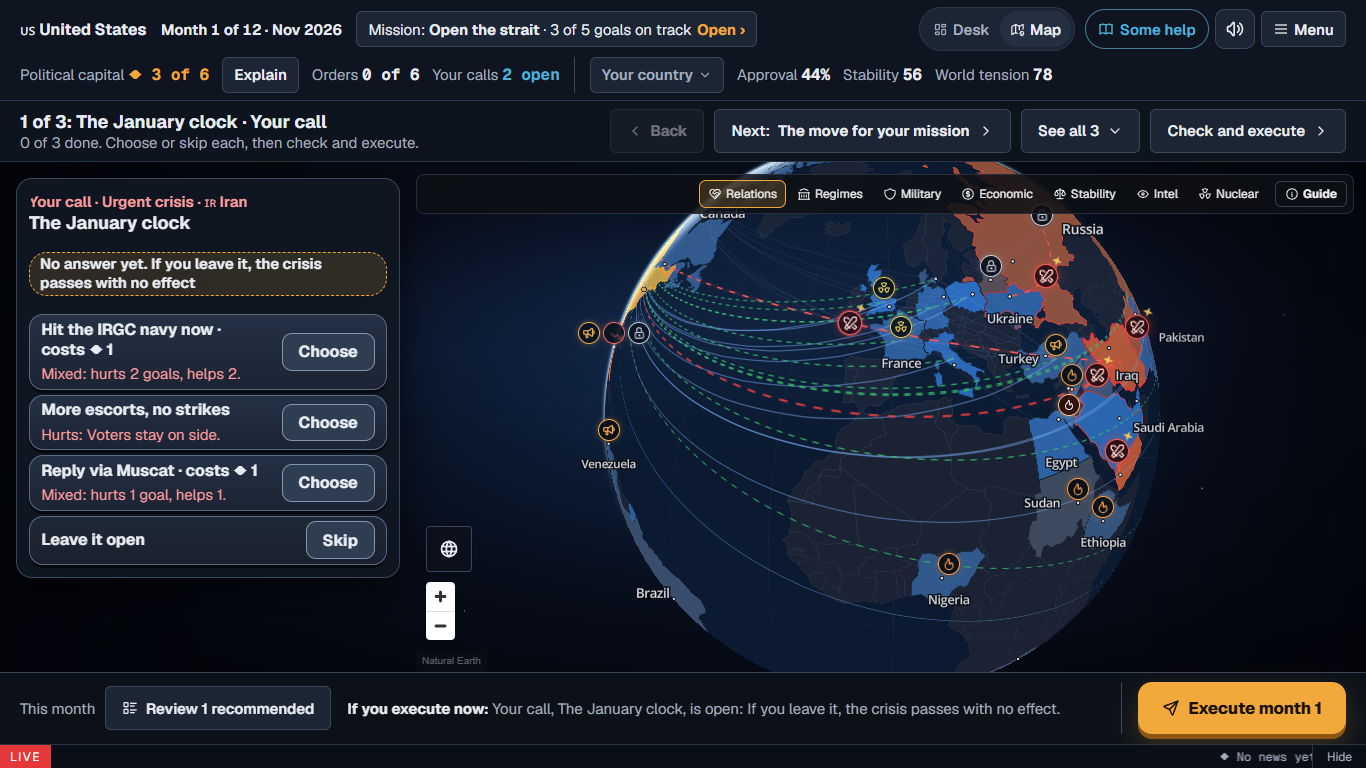 US United States
Month 1 of 12 · Nov 2026
Mission: Open the strait · 3 of 5 goals on track Open ›
Desk
Map
Some help
Menu
Political capital ◆ 3 of 6
Explain
Orders 0 of 6
Your calls 2 open
Your country
Approval 44%
Stability 56
World tension 78
1 of 3: The January clock · Your call
0 of 3 done. Choose or skip each, then check and execute.
Back
Next: The move for your mission
See all 3
Check and execute
Your call · Urgent crisis · IR Iran
The January clock
No answer yet. If you leave it, the crisis
passes with no effect
Hit the IRGC navy now ·
costs ◆ 1
Mixed: hurts 2 goals, helps 2.
Choose
More escorts, no strikes
Hurts: Voters stay on side.
Choose
Reply via Muscat · costs ◆ 1
Mixed: hurts 1 goal, helps 1.
Choose
Leave it open
Skip
Relations
Regimes
Military
Economic
Stability
Intel
Nuclear
Guide
Canada
Russia
Ukraine
Pakistan
France
Turkey
Iraq
Saudi Arabia
Venezuela
Egypt
Sudan
Ethiopia
Brazil
Nigeria
+
−
Natural Earth
This month
Review 1 recommended
If you execute now: Your call, The January clock, is open: If you leave it, the crisis passes with no effect.
Execute month 1
LIVE
◆ No news yet
Hide